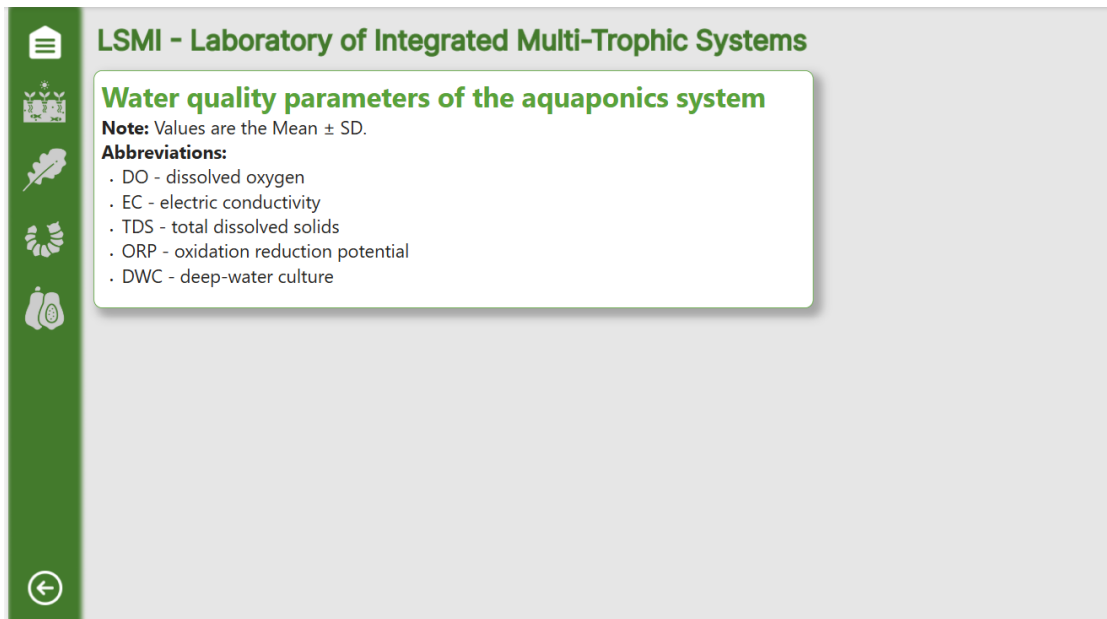 LSMI - Laboratory of Integrated Multi-Trophic Systems
Water quality parameters of the aquaponics system
Note: Values are the Mean ± SD.
Abbreviations:
. DO - dissolved oxygen
. EC - electric conductivity
. TDS - total dissolved solids
. ORP - oxidation reduction potential
. DWC - deep-water culture